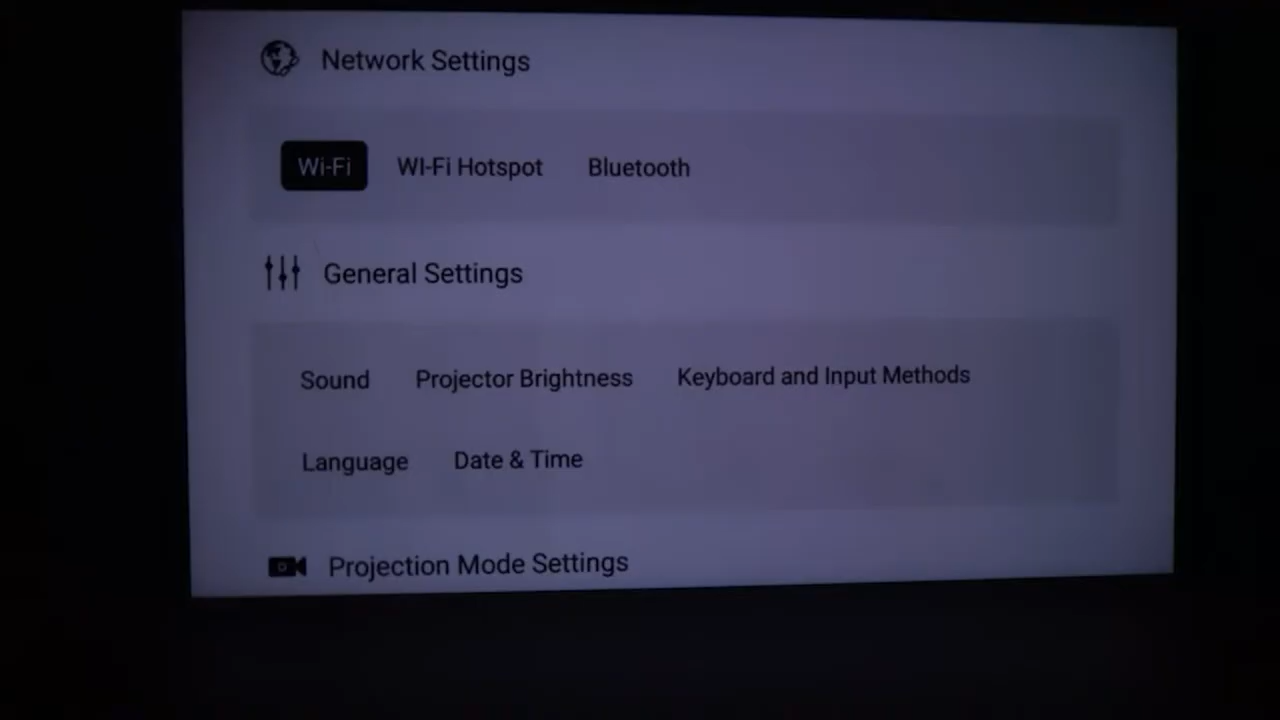 Network Settings
Wi-Fi WI-Fi Hotspot Bluetooth
General Settings
Sound Projector Brightness Keyboard and Input Methods
Language Date & Time
Projection Mode Settings